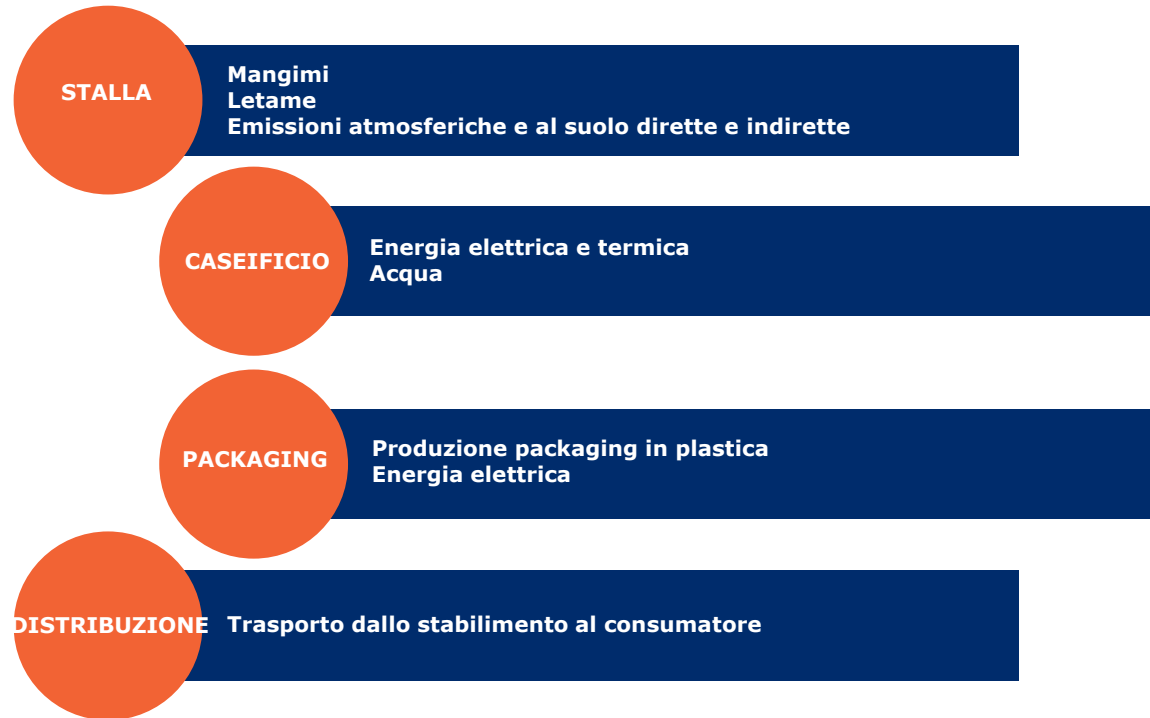 STALLA
Mangimi
Letame
Emissioni atmosferiche e al suolo dirette e indirette
CASEIFICIO
Energia elettrica e termica
Acqua
PACKAGING
Produzione packaging in plastica
Energia elettrica
DISTRIBUZIONE
Trasporto dallo stabilimento al consumatore